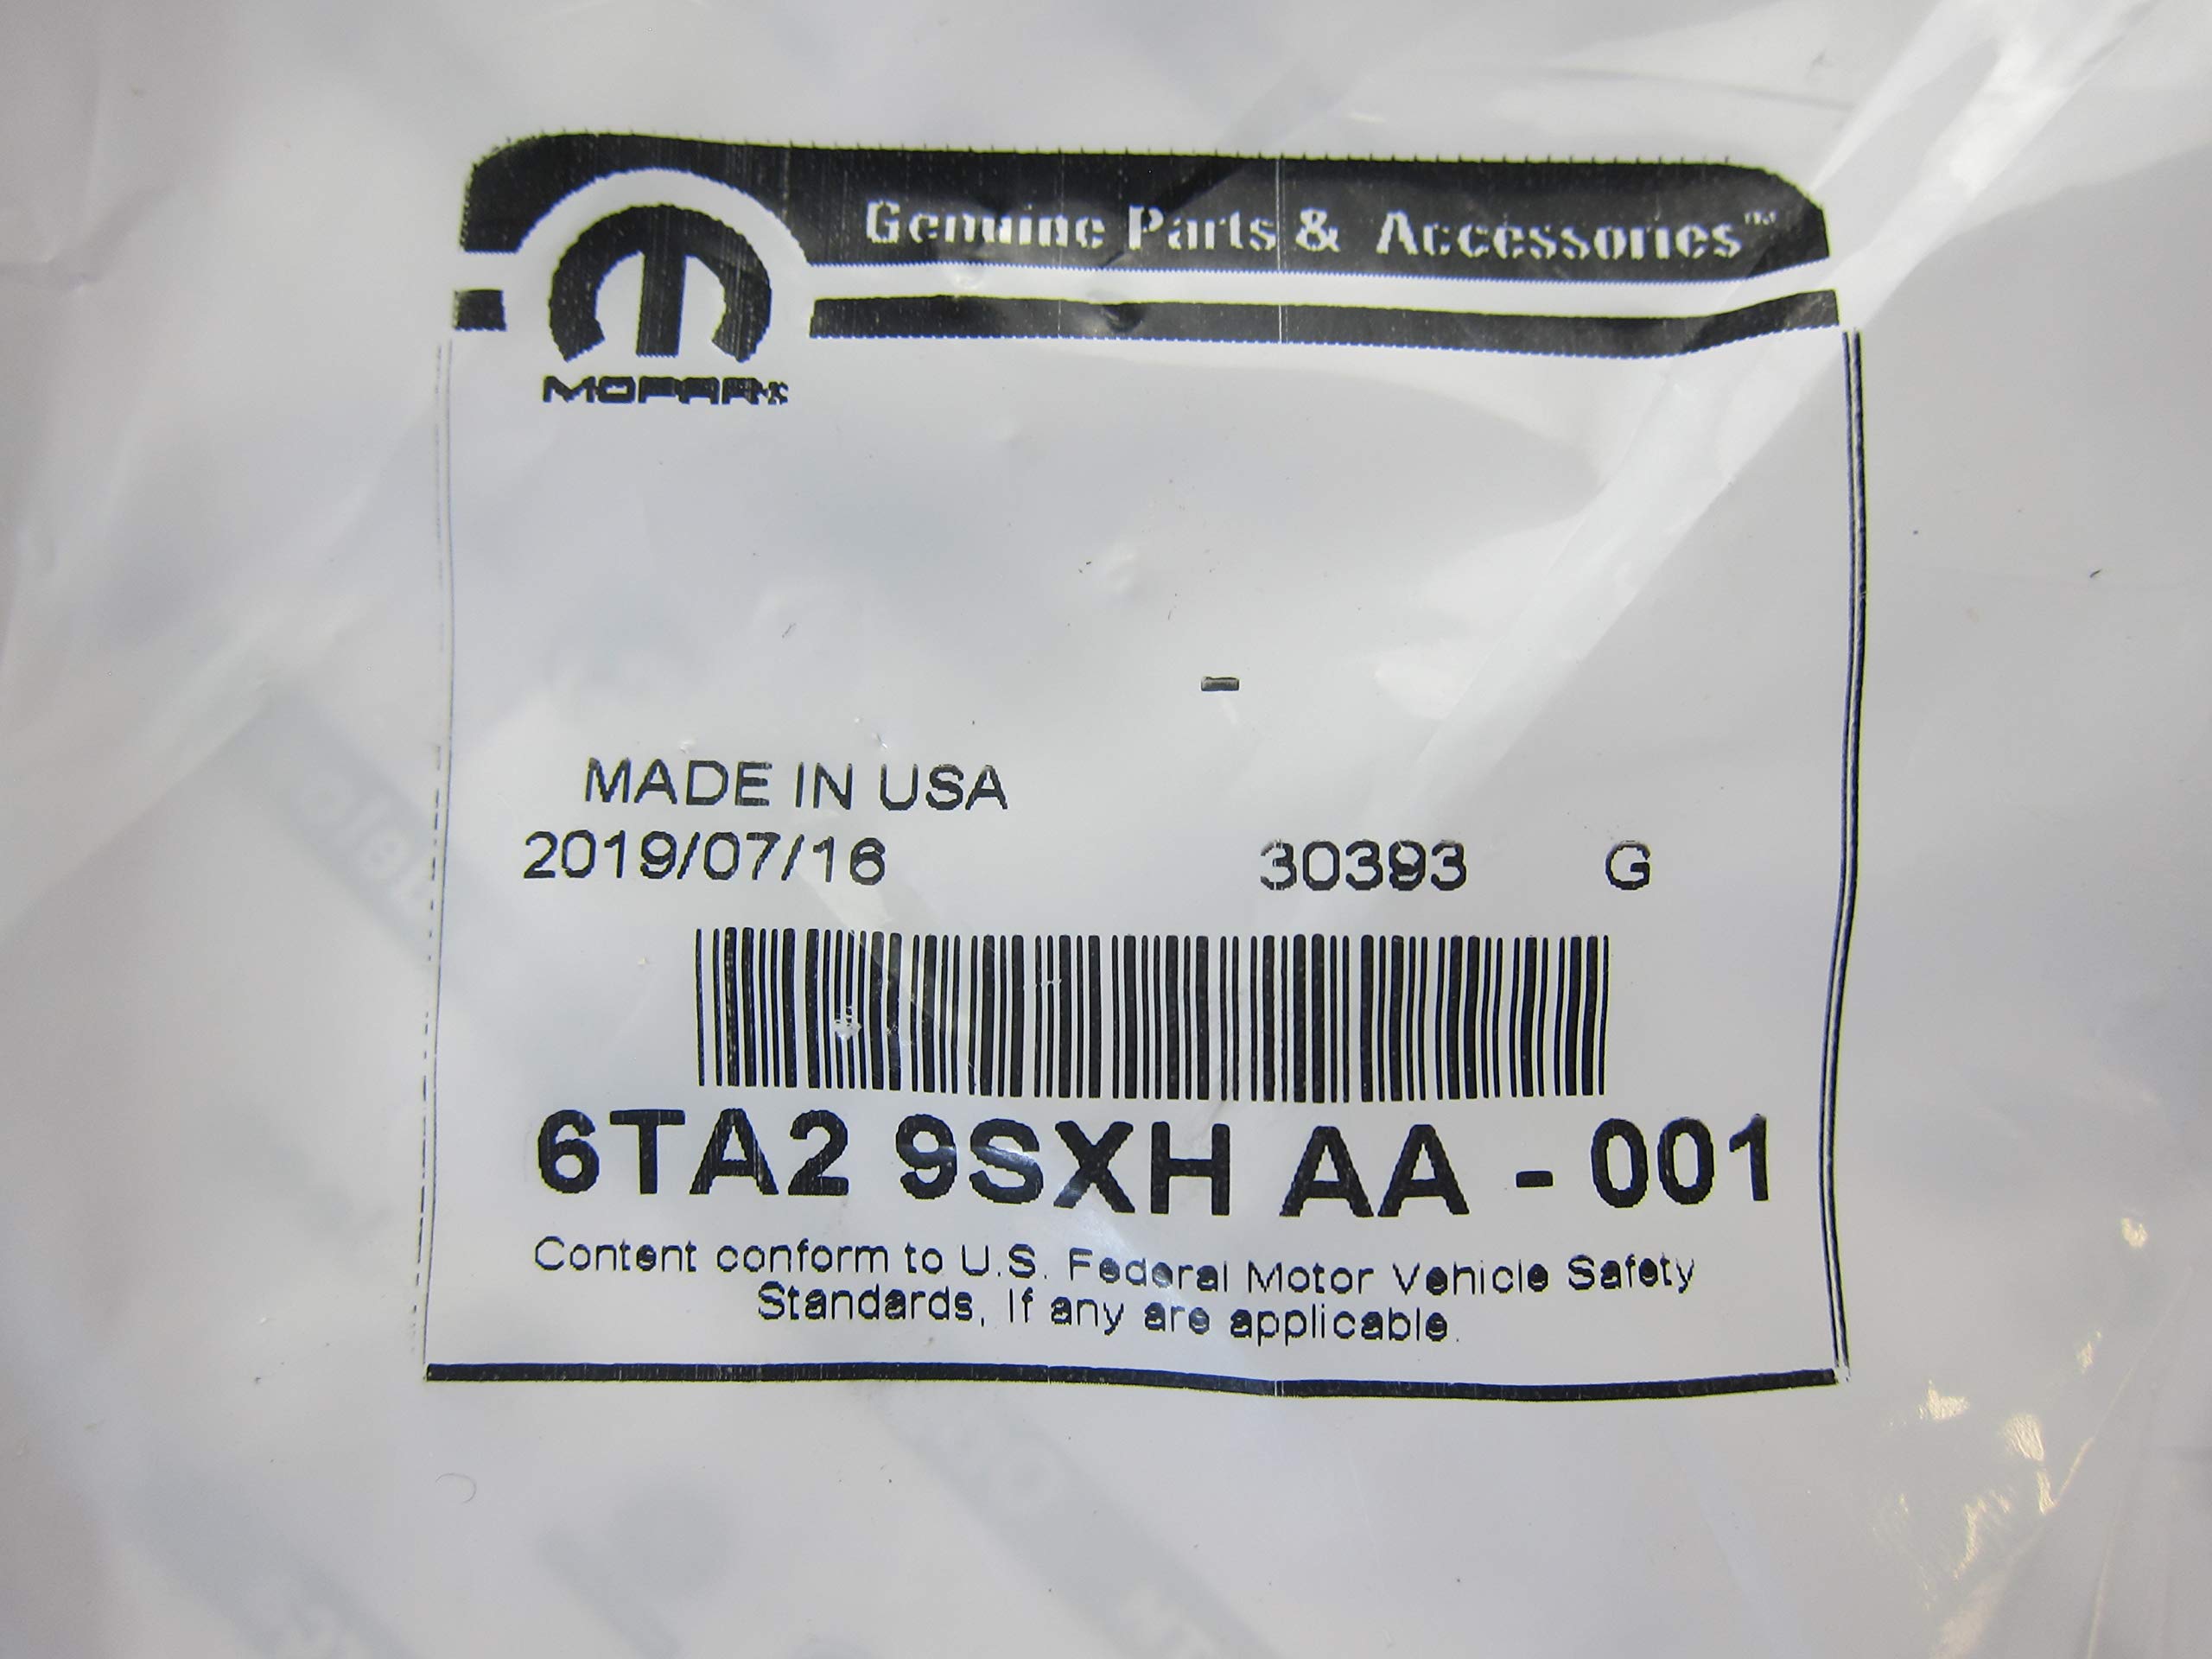 Genuine Parts & Accessories™
MOPAR
-
MADE IN USA
2019/07/16 30393 G
6TA2 9SXH AA - 001
Content conform to U.S. Federal Motor Vehicle Safety
Standards, If any are applicable.